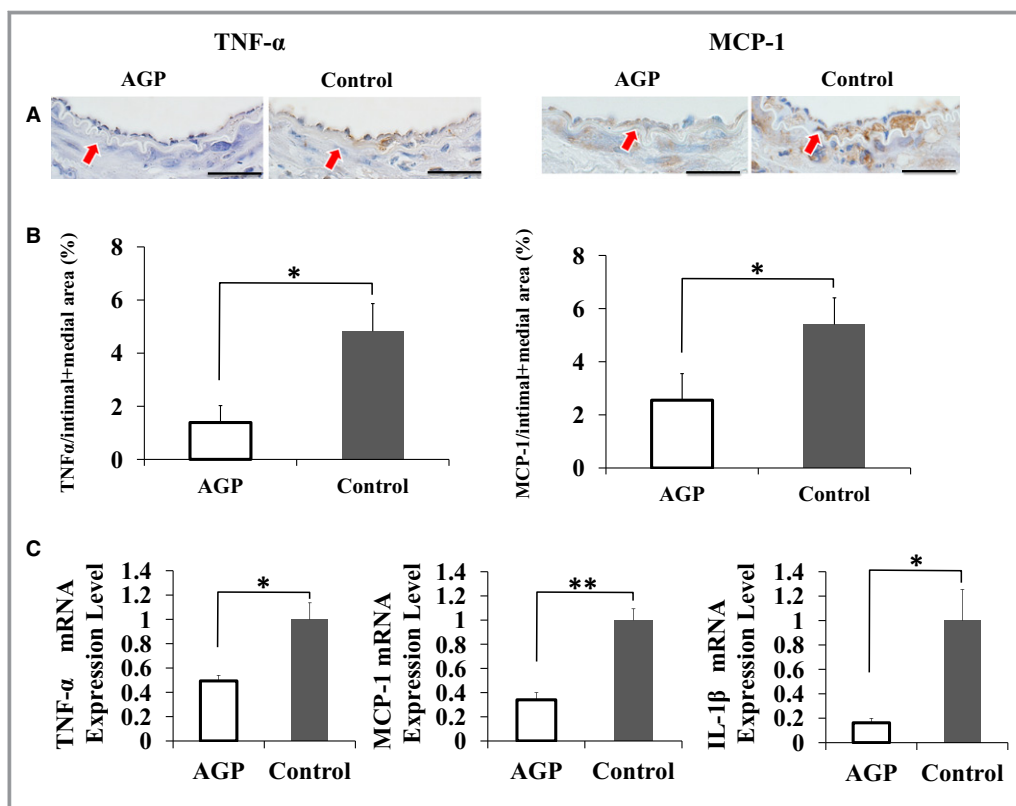 TNF-α MCP-1
AGP Control AGP Control
A
B
TNFα/intimal+medial area (%)
8
6
4
2
0
*
AGP Control
MCP-1/intimal+medial area (%)
8
6
4
2
0
*
AGP Control
C
TNF-α mRNA
Expression Level
1.4
1.2
1
0.8
0.6
0.4
0.2
0
*
AGP Control
MCP-1 mRNA
Expression Level
1.4
1.2
1
0.8
0.6
0.4
0.2
0
**
AGP Control
IL-1β mRNA
Expression Level
1.4
1.2
1
0.8
0.6
0.4
0.2
0
*
AGP Control